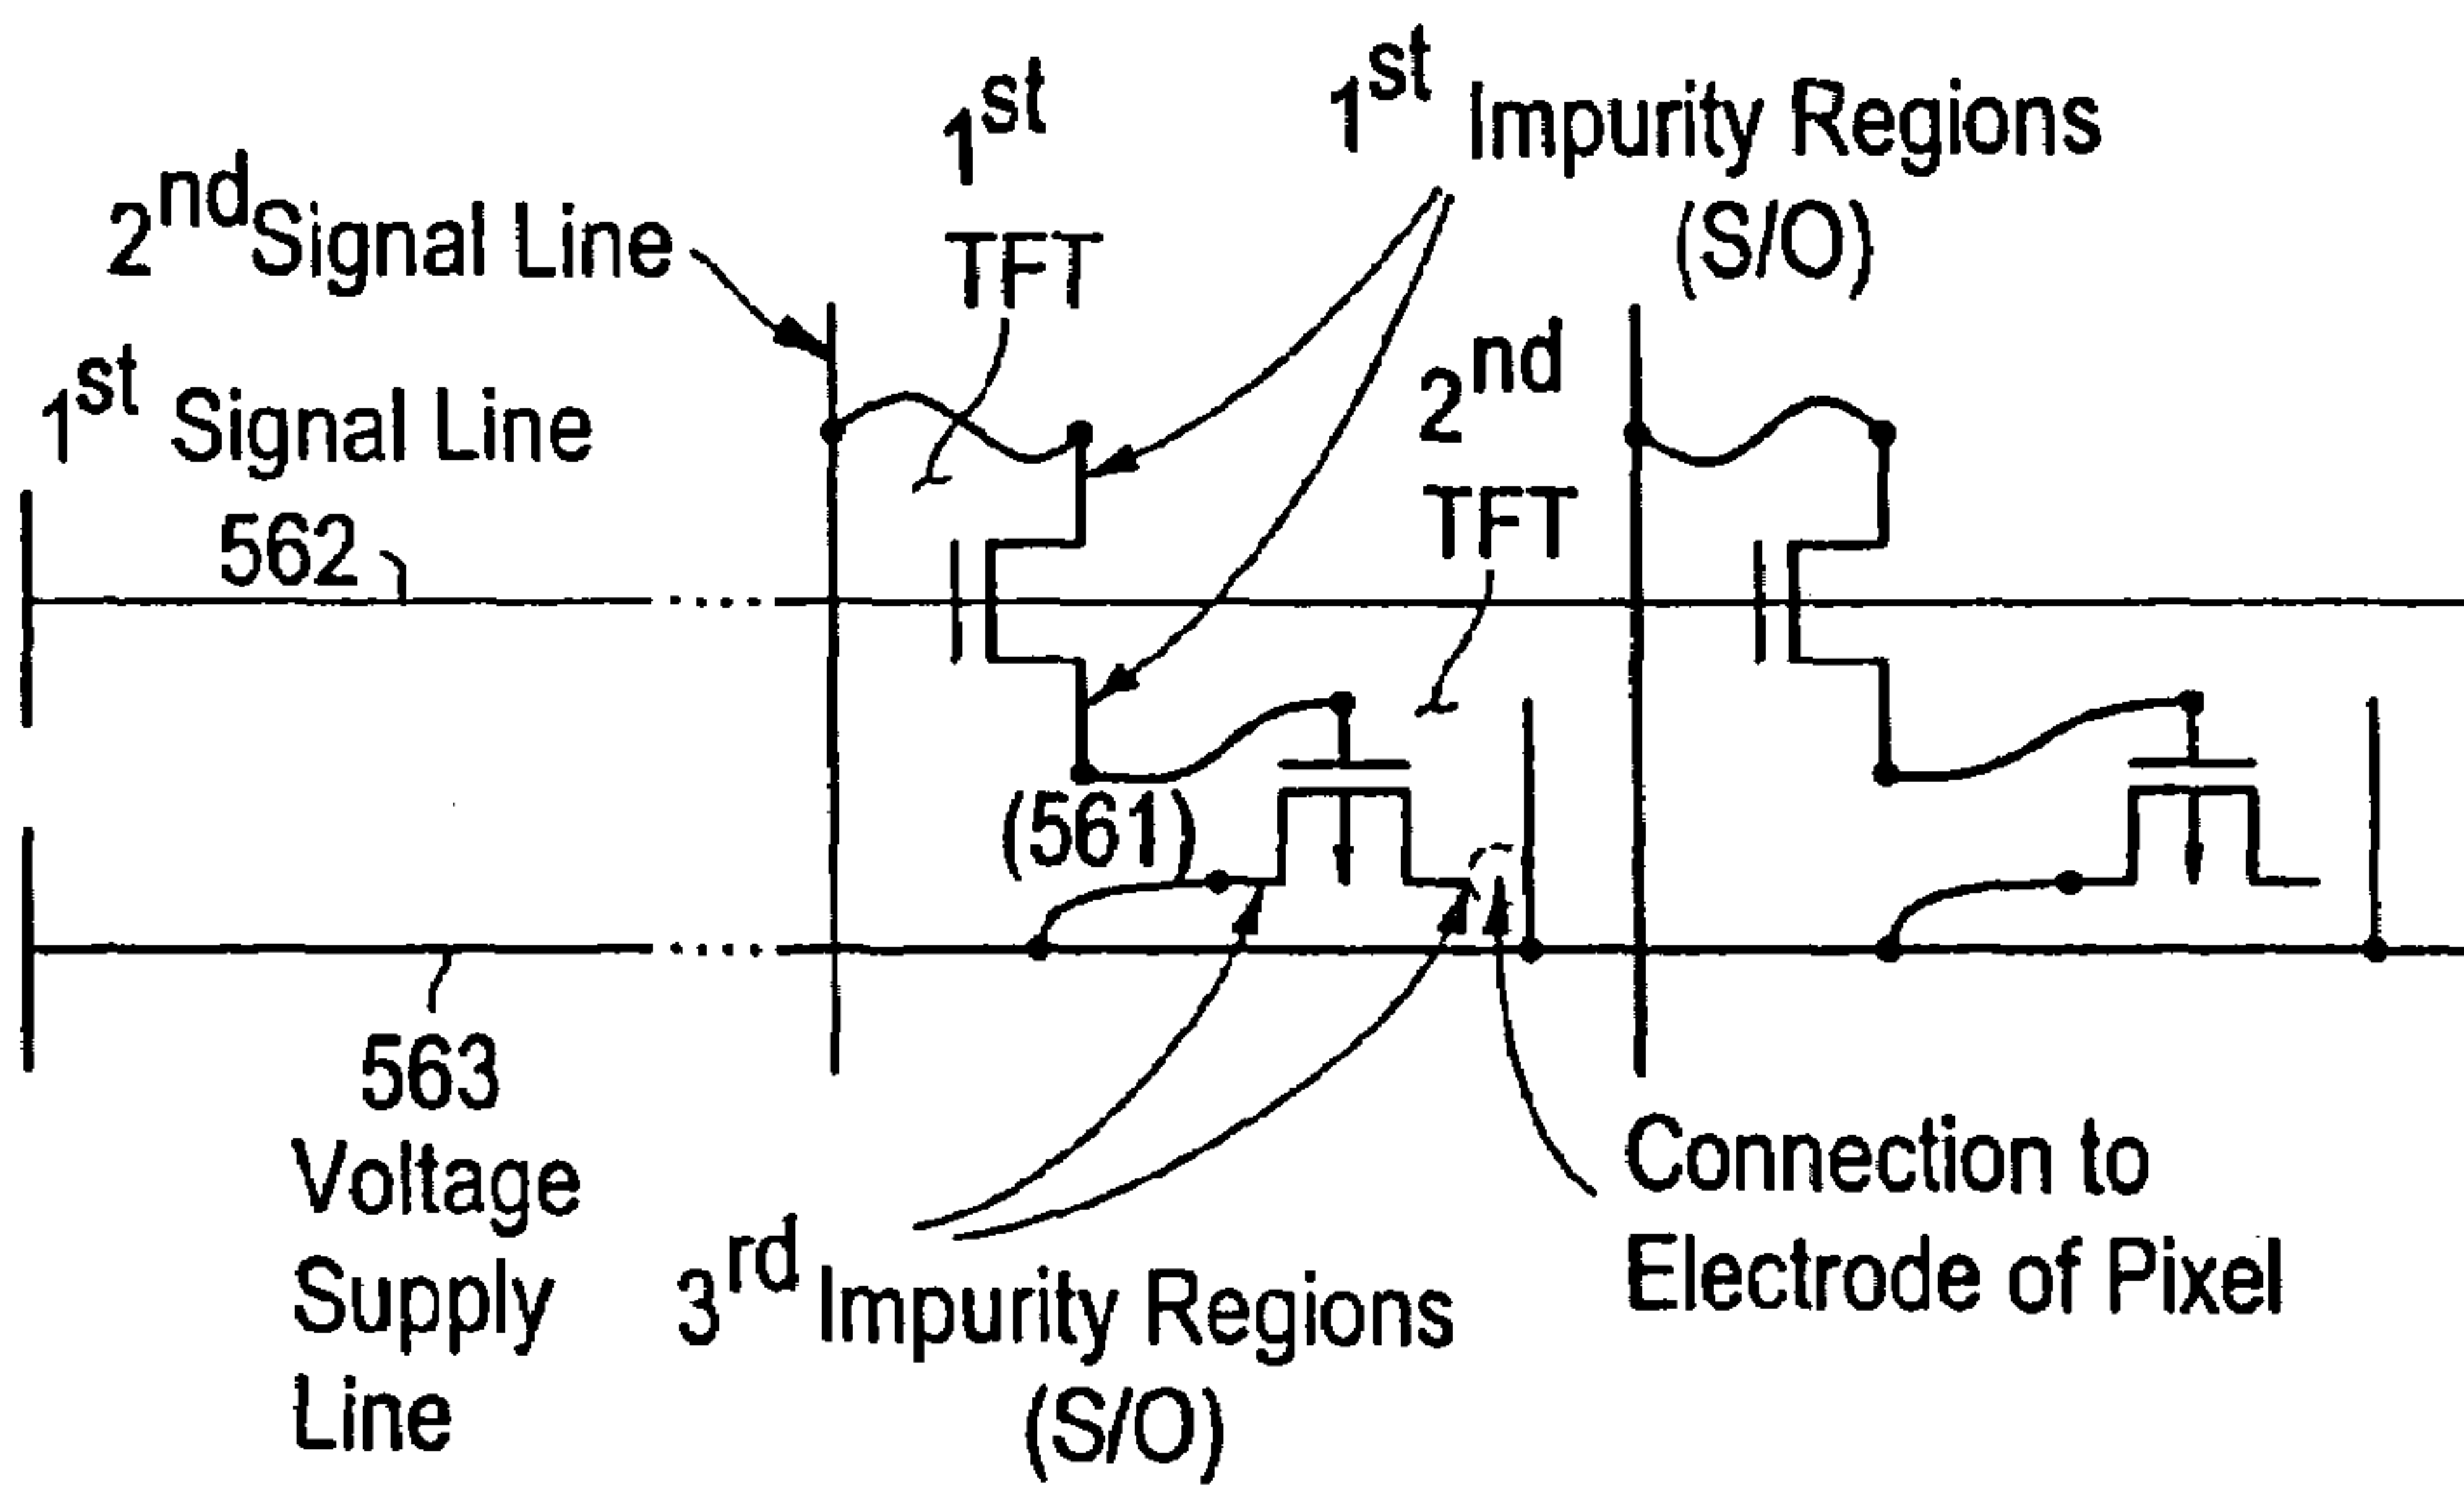 1st
TFT
1st Impurity Regions
(S/O)
2nd Signal Line
1st Signal Line
562
2nd
TFT
(561)
563
Voltage
Supply
Line
3rd Impurity Regions
(S/O)
Connection to
Electrode of Pixel